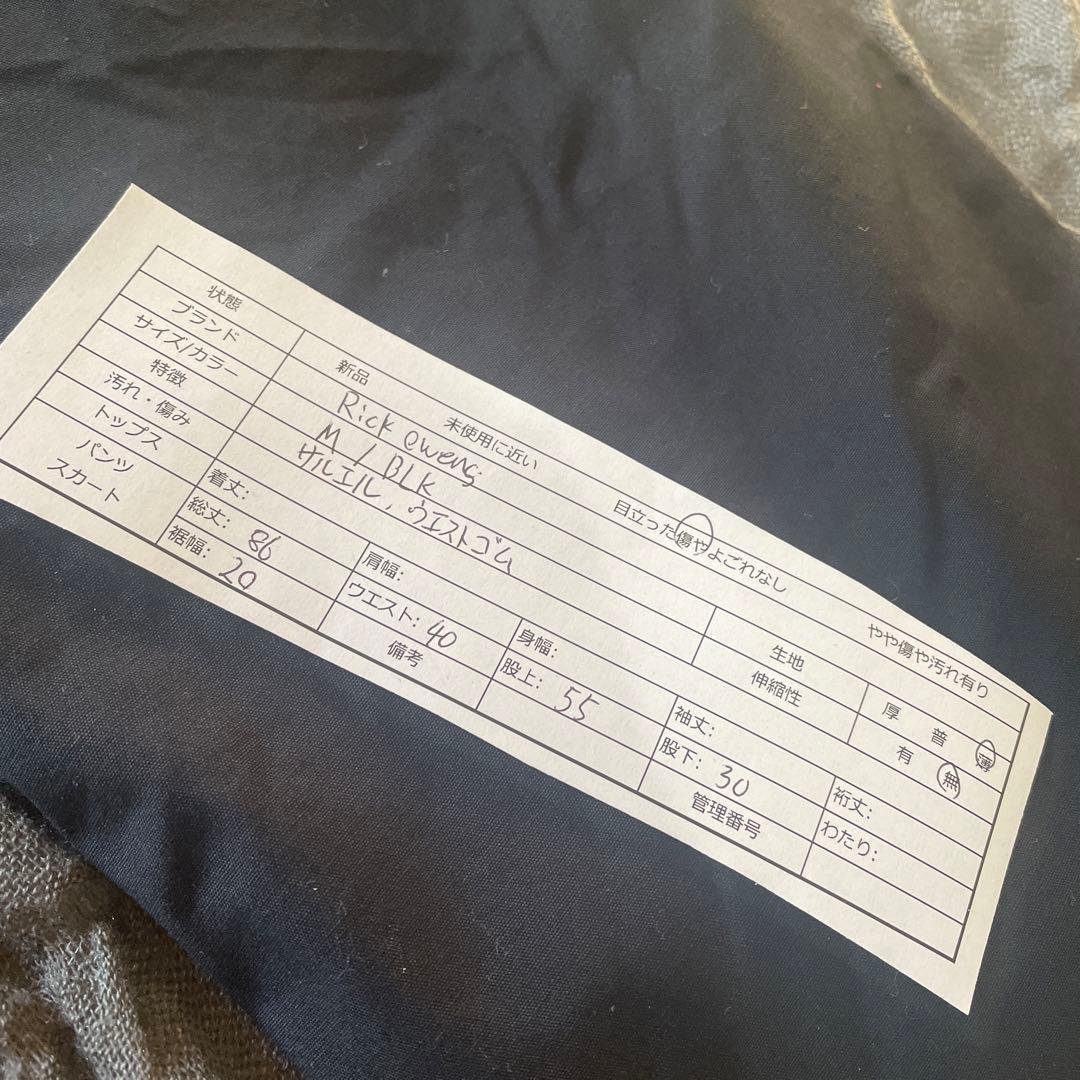 状態 新品 未使用に近い 目立った傷やよごれなし やや傷や汚れ有り
ブランド Rick Owens
サイズ/カラー M / BLK 生地 厚 普 薄
特徴 サルエル, ウエストゴム 伸縮性 有 無
汚れ・傷み
トップス 着丈: 肩幅: 身幅: 袖丈: 裄丈:
パンツ 総丈: 86 ウエスト: 40 股上: 55 股下: 30 わたり:
スカート 裾幅: 20 備考 管理番号